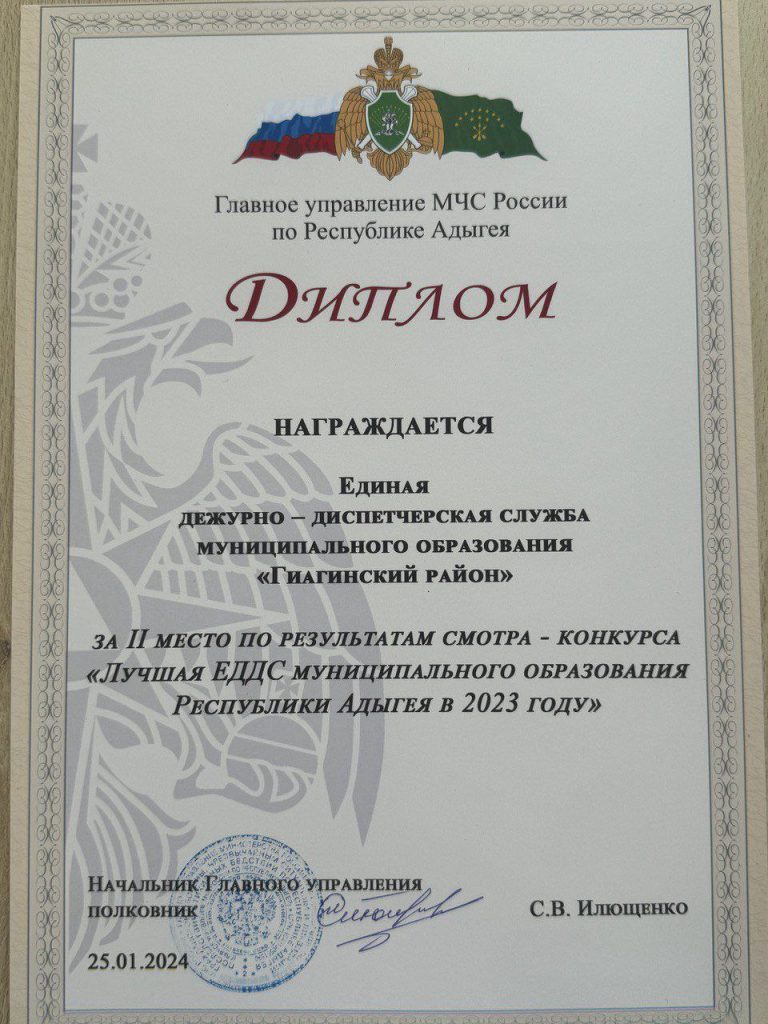 Главное управление МЧС России
по Республике Адыгея
Диплом
НАГРАЖДАЕТСЯ
Единая
дежурно – диспетчерская служба
муниципального образования
«Гиагинский район»
за II место по результатам смотра - конкурса
«Лучшая ЕДДС муниципального образования
Республики Адыгея в 2023 году»
Начальник Главного управления
полковник
С.В. Илющенко
25.01.2024